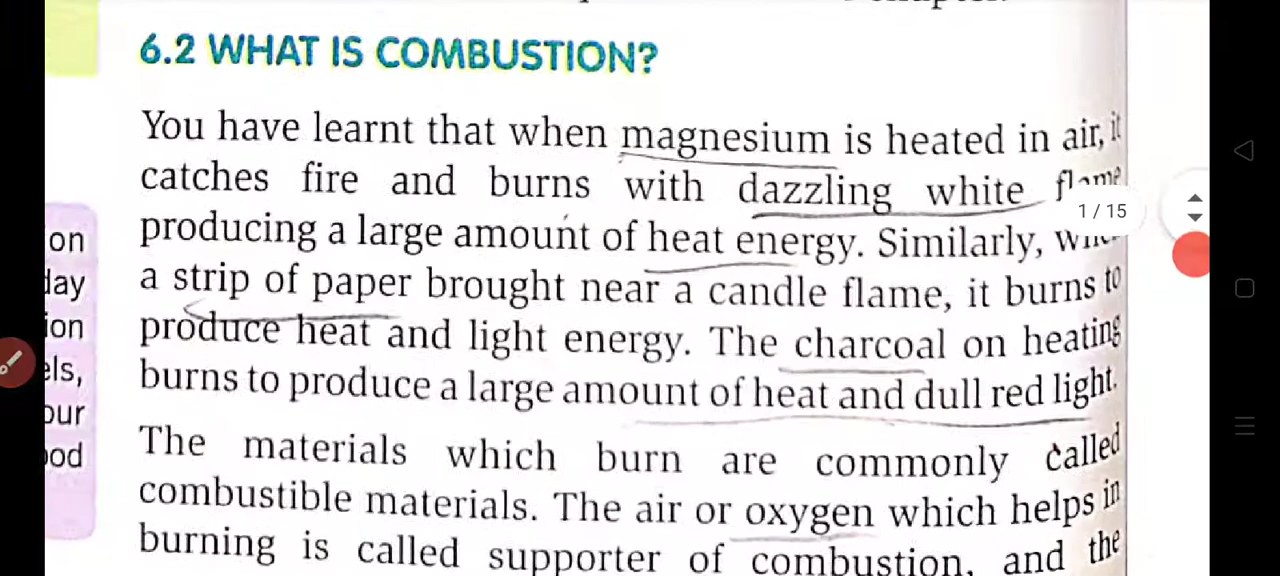 6.2 WHAT IS COMBUSTION?
You have learnt that when magnesium is heated in air, it
catches fire and burns with dazzling white flame
1 / 15
producing a large amount of heat energy. Similarly,
a strip of paper brought near a candle flame, it burns to
produce heat and light energy. The charcoal on heating
burns to produce a large amount of heat and dull red light.
The materials which burn are commonly called
combustible materials. The air or oxygen which helps in
burning is called supporter of combustion, and the
on
ion